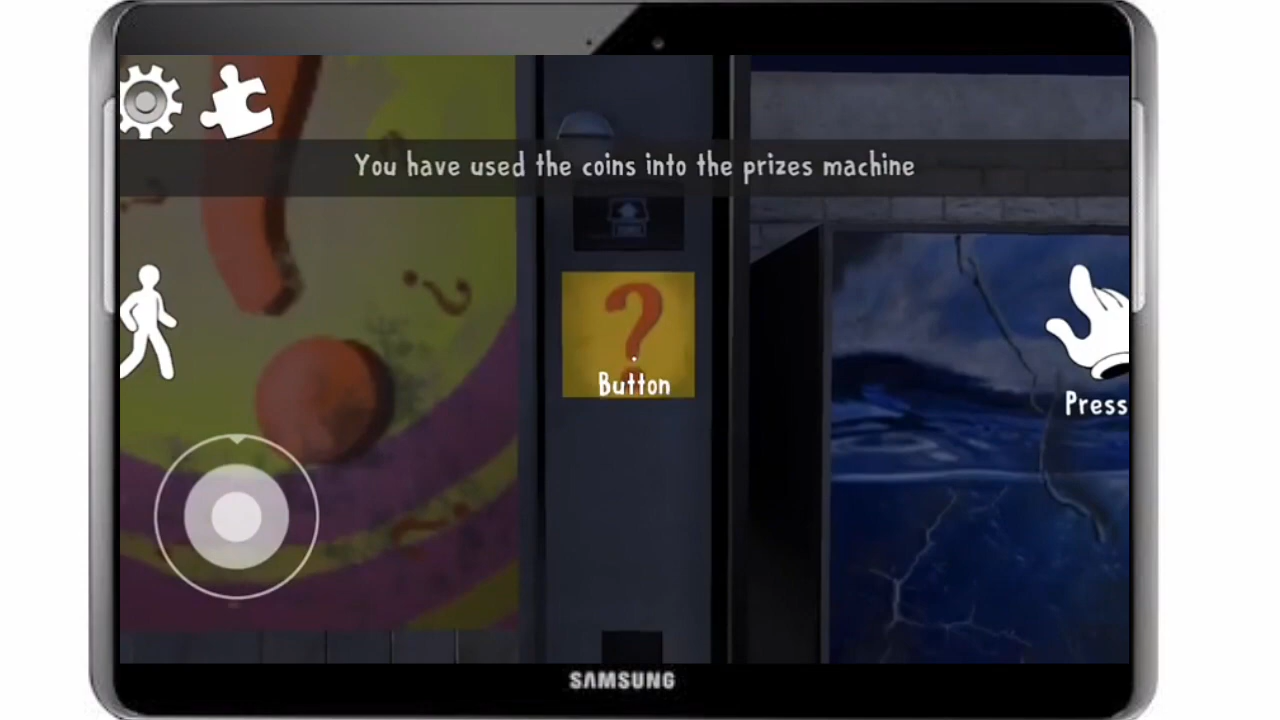 You have used the coins into the prizes machine
?
Button
Press
SAMSUNG